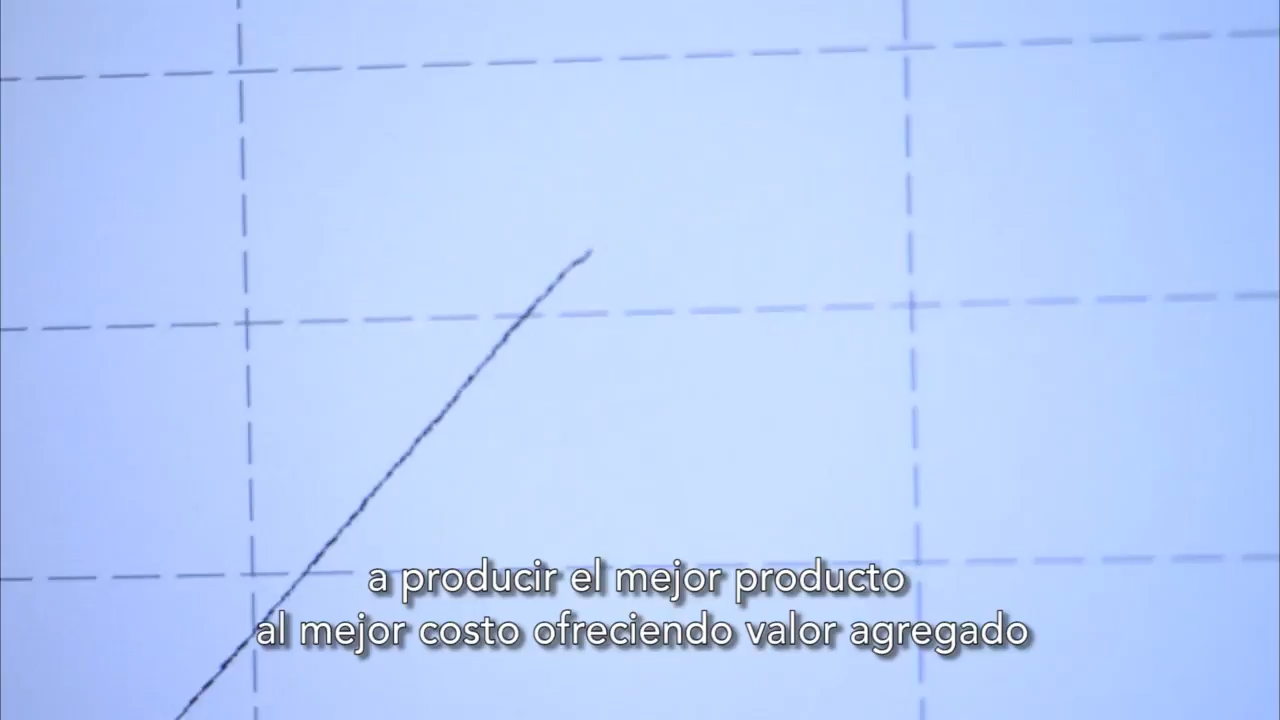 a producir el mejor producto
al mejor costo ofreciendo valor agregado